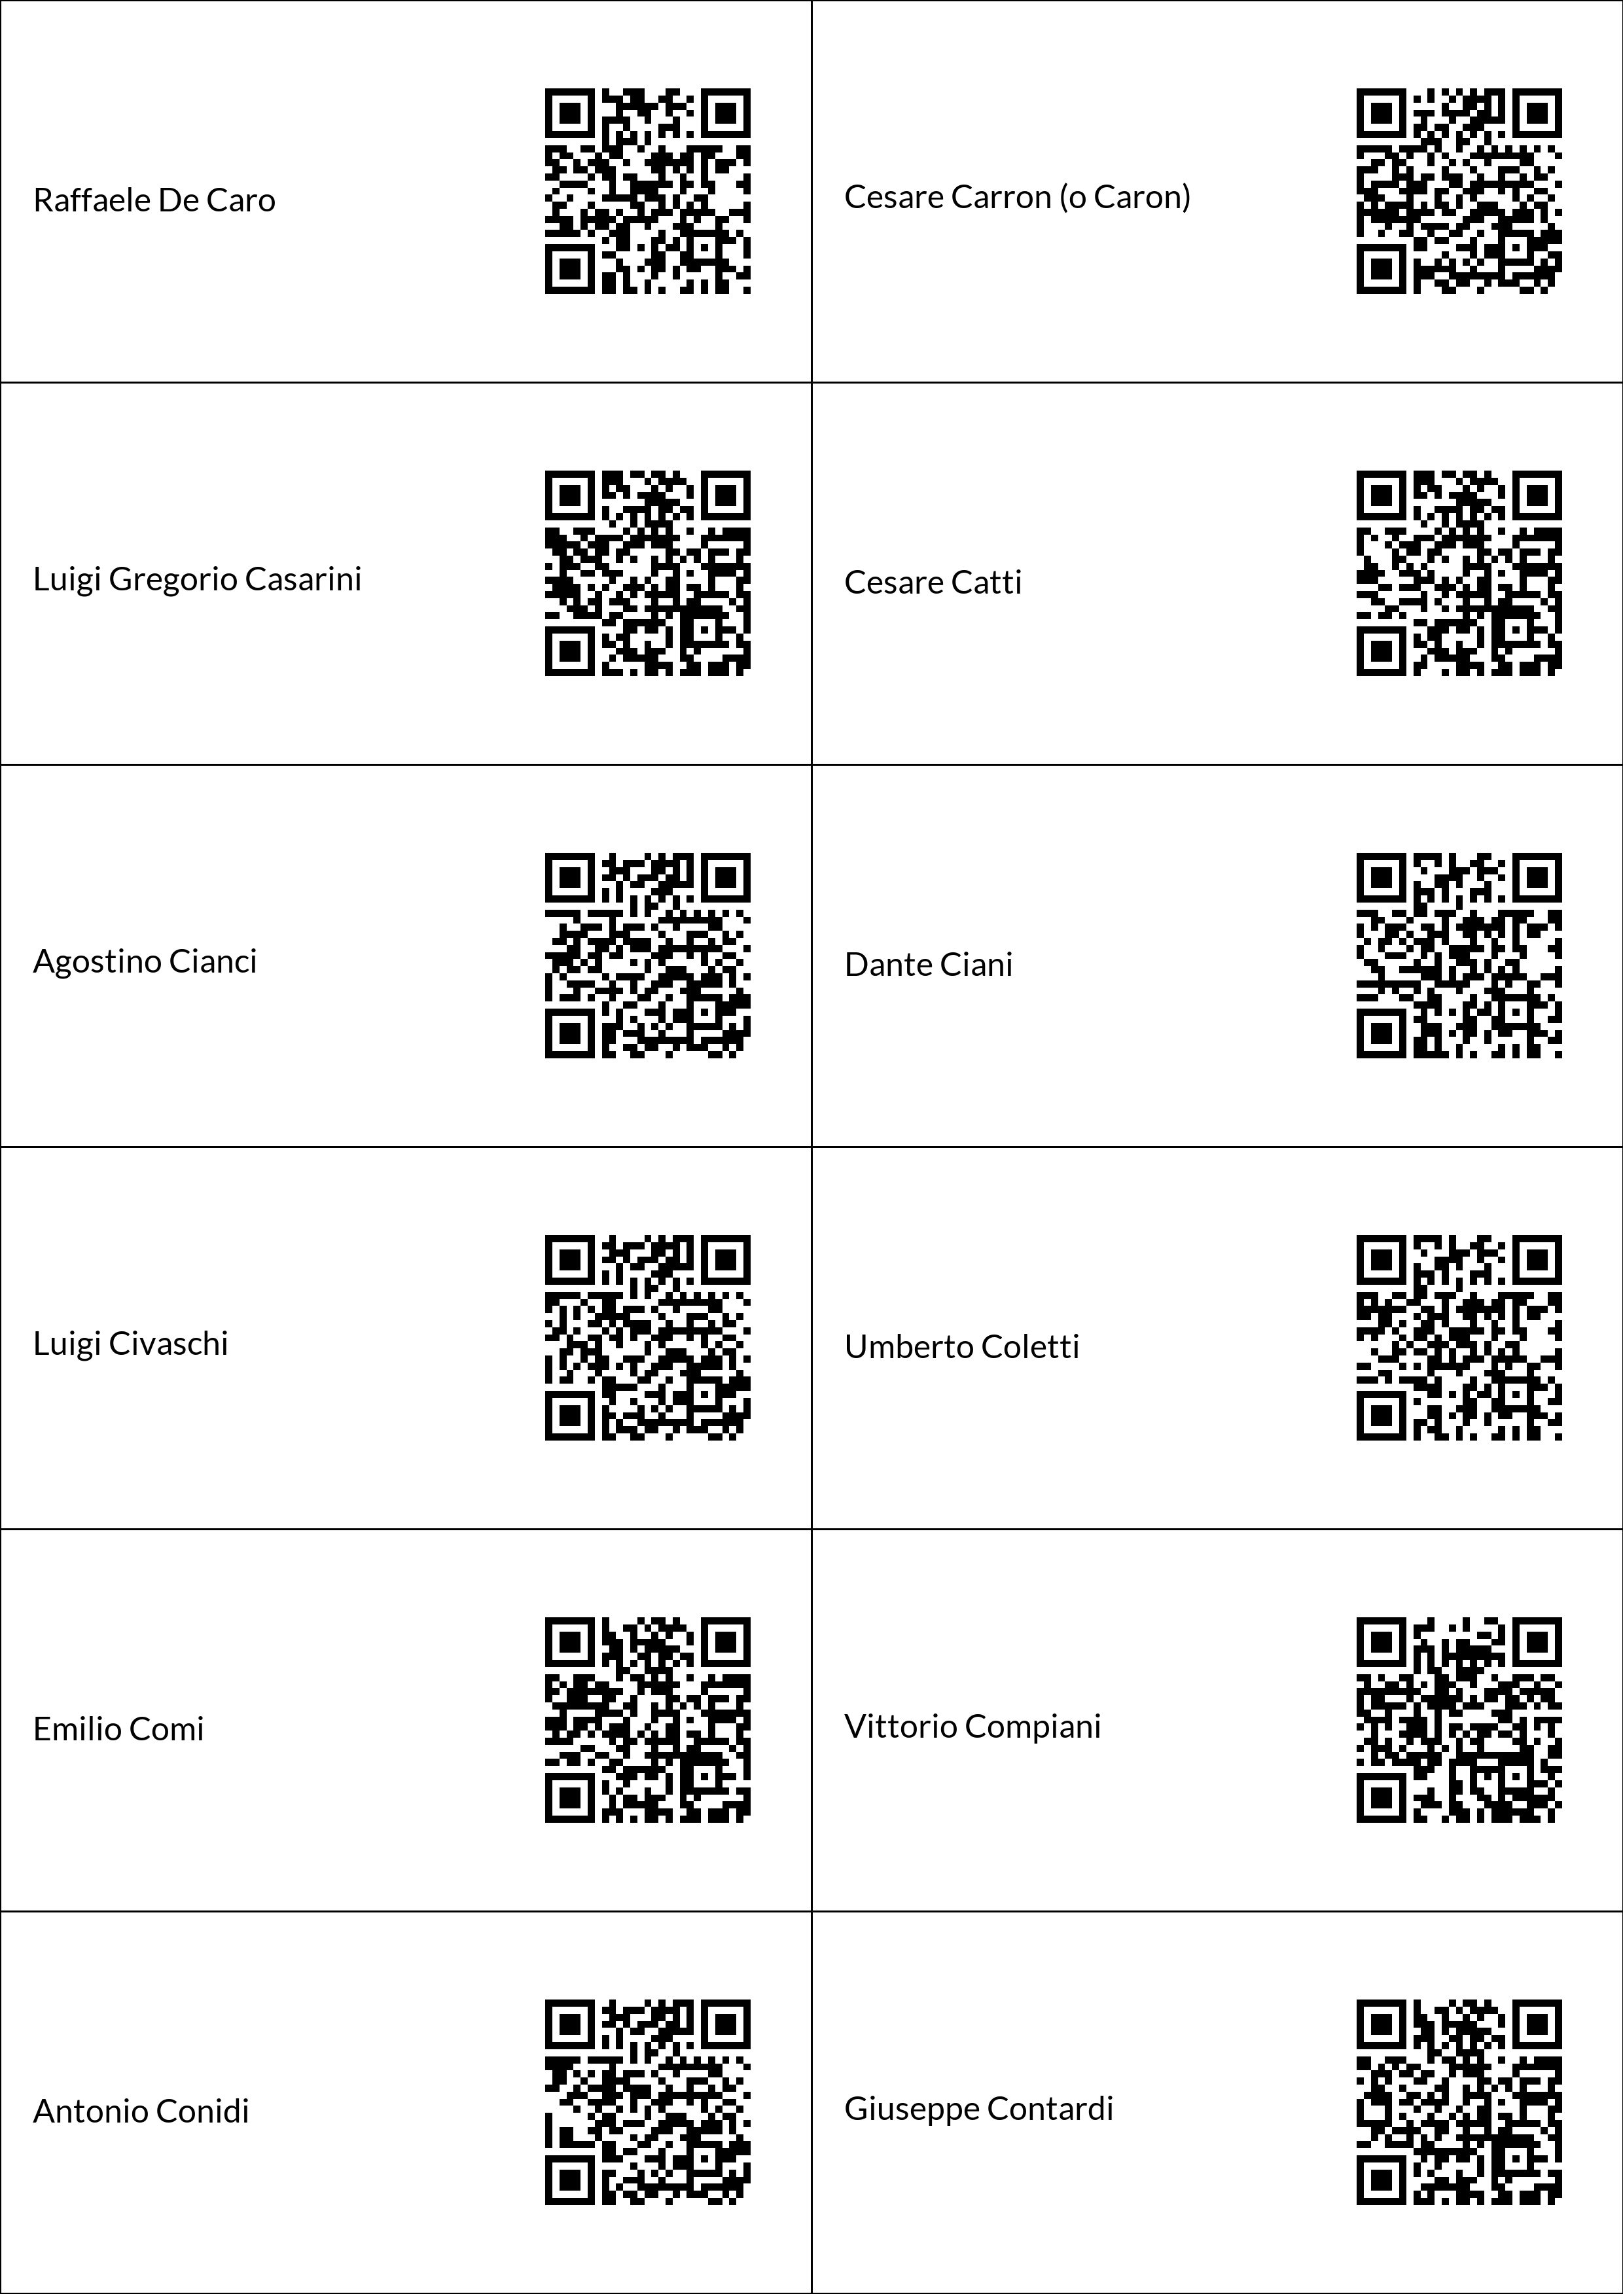 Raffaele De Caro
Cesare Carron (o Caron)
Luigi Gregorio Casarini
Cesare Catti
Agostino Cianci
Dante Ciani
Luigi Civaschi
Umberto Coletti
Emilio Comi
Vittorio Compiani
Antonio Conidi
Giuseppe Contardi